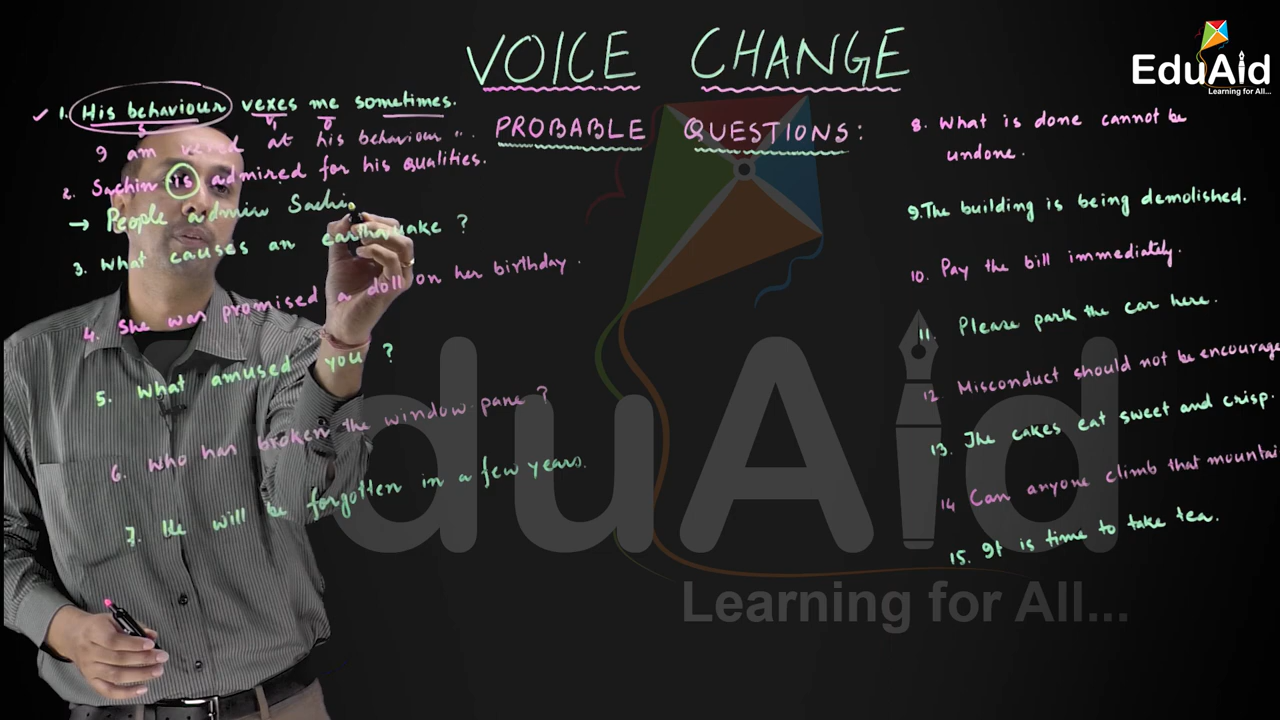 VOICE CHANGE
EduAid
Learning for All...
PROBABLE QUESTIONS:
1. His behaviour vexes me sometimes.
S V O
I am vexed at his behaviour "..
2. Sachin is admired for his qualities.
→ People admire Sachi
3. What causes an earthquake ?
4. She was promised a doll on her birthday.
5. What amused you ?
6. Who has broken the window-pane ?
7. He will be forgotten in a few years.
8. What is done cannot be
undone.
9. The building is being demolished.
10. Pay the bill immediately.
11. Please park the car here.
12 Misconduct should not be encourage
13. The cakes eat sweet and crisp.
14 Can anyone climb that mountai
15. It is time to take tea.
duAid
Learning for All...